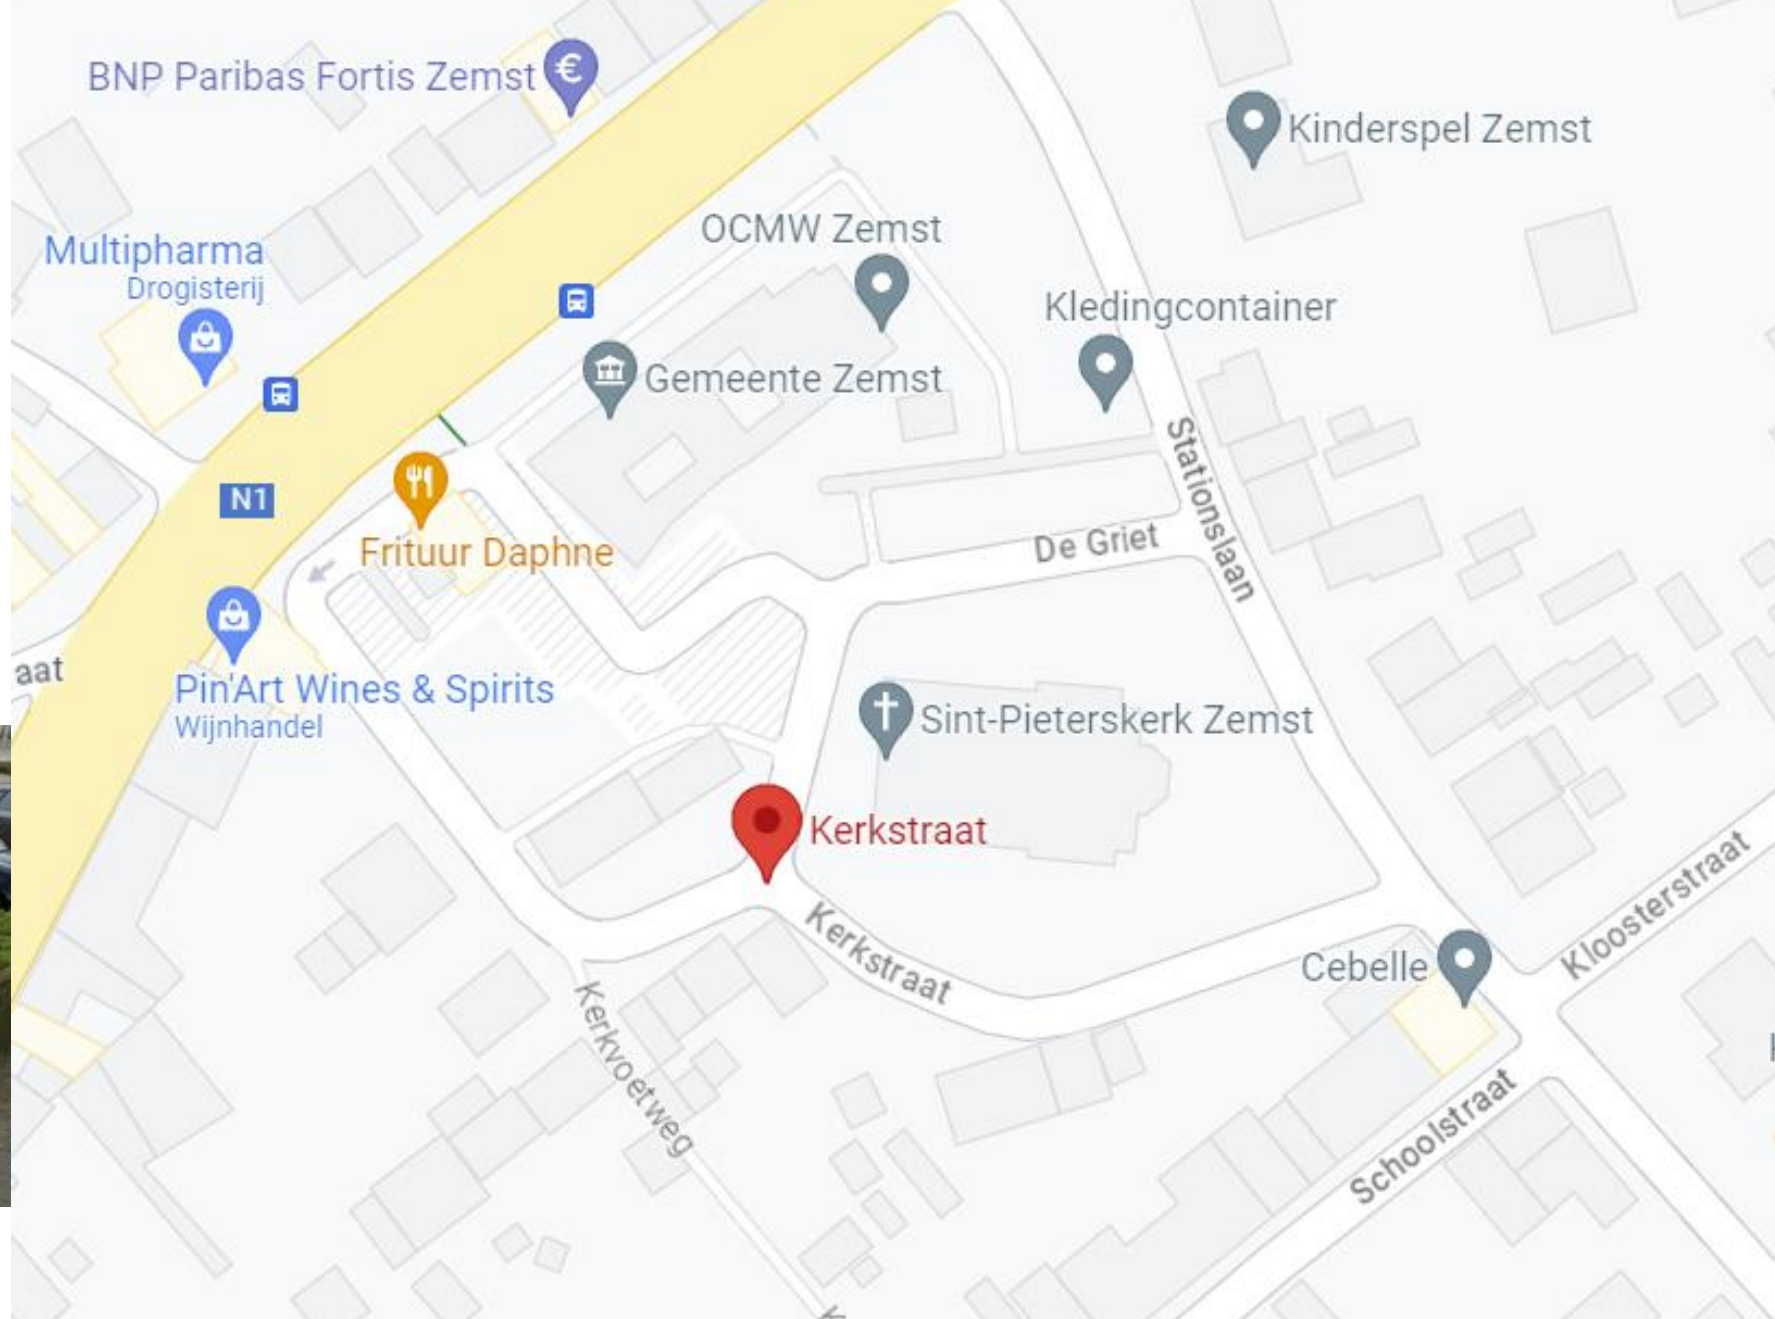 BNP Paribas Fortis Zemst
Kinderspel Zemst
OCMW Zemst
Multipharma
Drogisterij
Kledingcontainer
Gemeente Zemst
Stationslaan
N1
Frituur Daphne
De Griet
aat
Pin'Art Wines & Spirits
Wijnhandel
Sint-Pieterskerk Zemst
Kerkstraat
Kerkstraat
Kloosterstraat
Cebelle
Kerkvoetweg
Schoolstraat